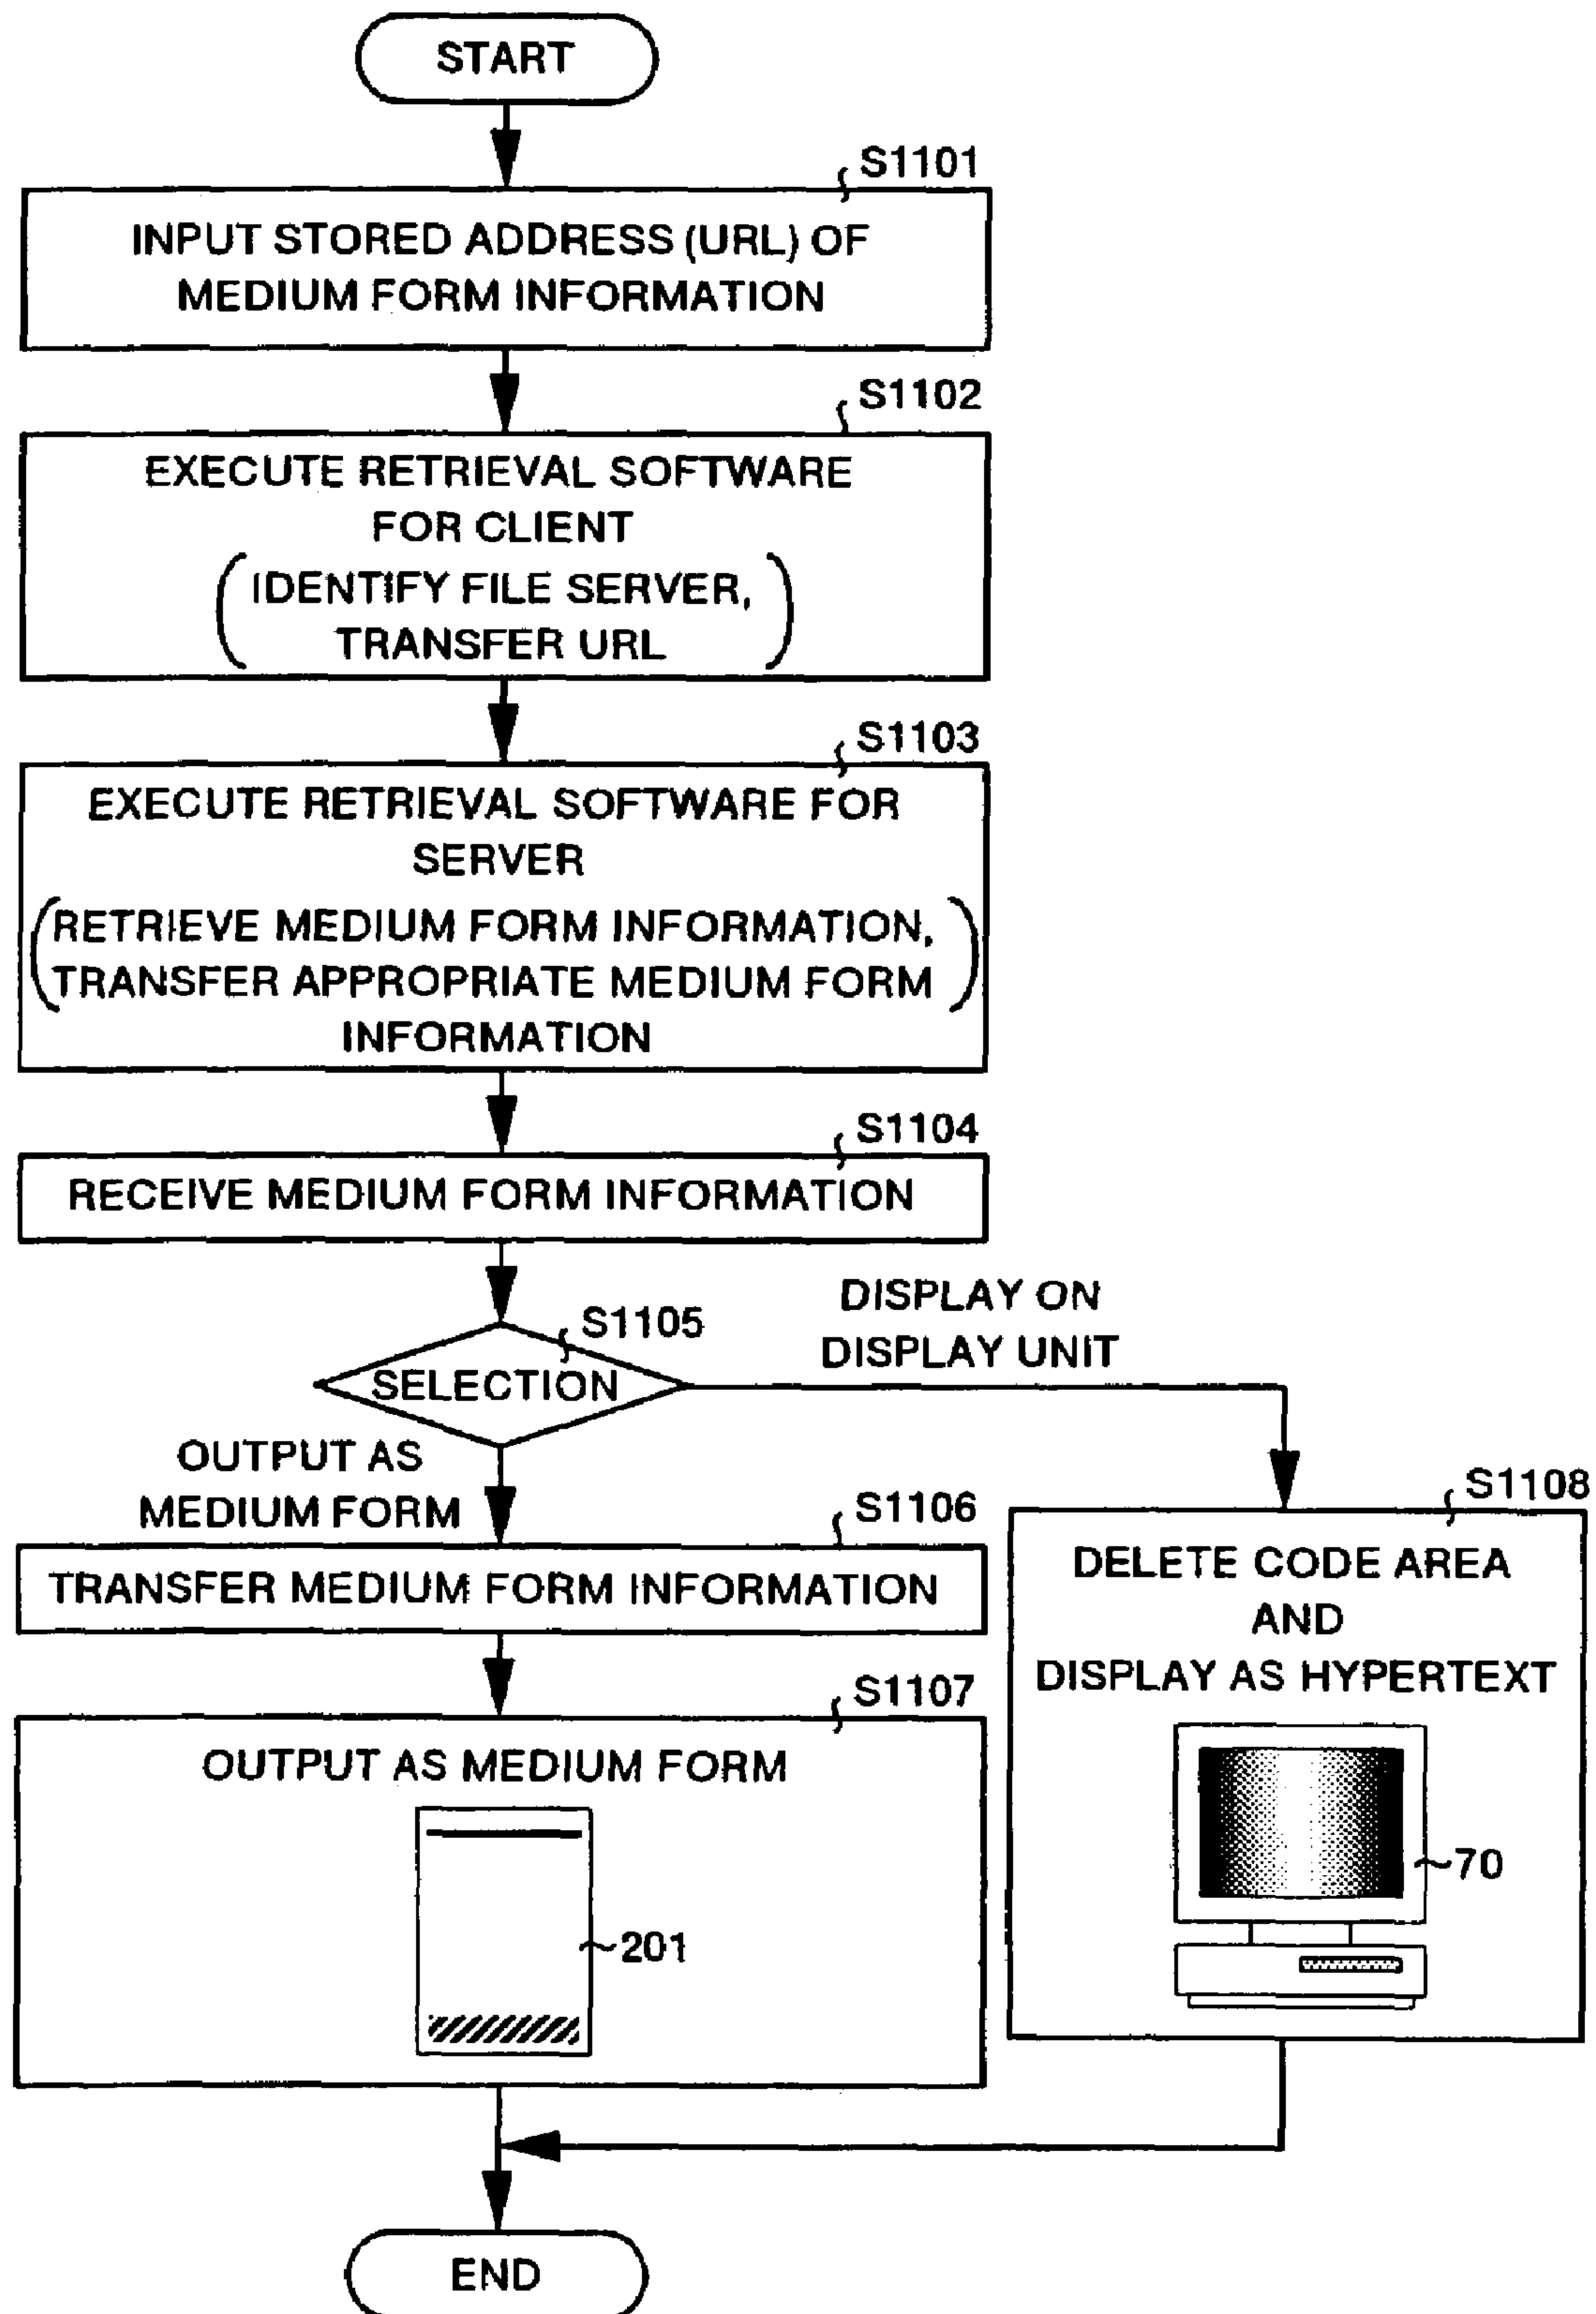 START
S1101
INPUT STORED ADDRESS (URL) OF
MEDIUM FORM INFORMATION
S1102
EXECUTE RETRIEVAL SOFTWARE
FOR CLIENT
(IDENTIFY FILE SERVER,
TRANSFER URL)
S1103
EXECUTE RETRIEVAL SOFTWARE FOR
SERVER
(RETRIEVE MEDIUM FORM INFORMATION,
TRANSFER APPROPRIATE MEDIUM FORM)
INFORMATION
S1104
RECEIVE MEDIUM FORM INFORMATION
S1105
SELECTION
DISPLAY ON
DISPLAY UNIT
OUTPUT AS
MEDIUM FORM
S1106
TRANSFER MEDIUM FORM INFORMATION
S1107
OUTPUT AS MEDIUM FORM
201
S1108
DELETE CODE AREA
AND
DISPLAY AS HYPERTEXT
70
END